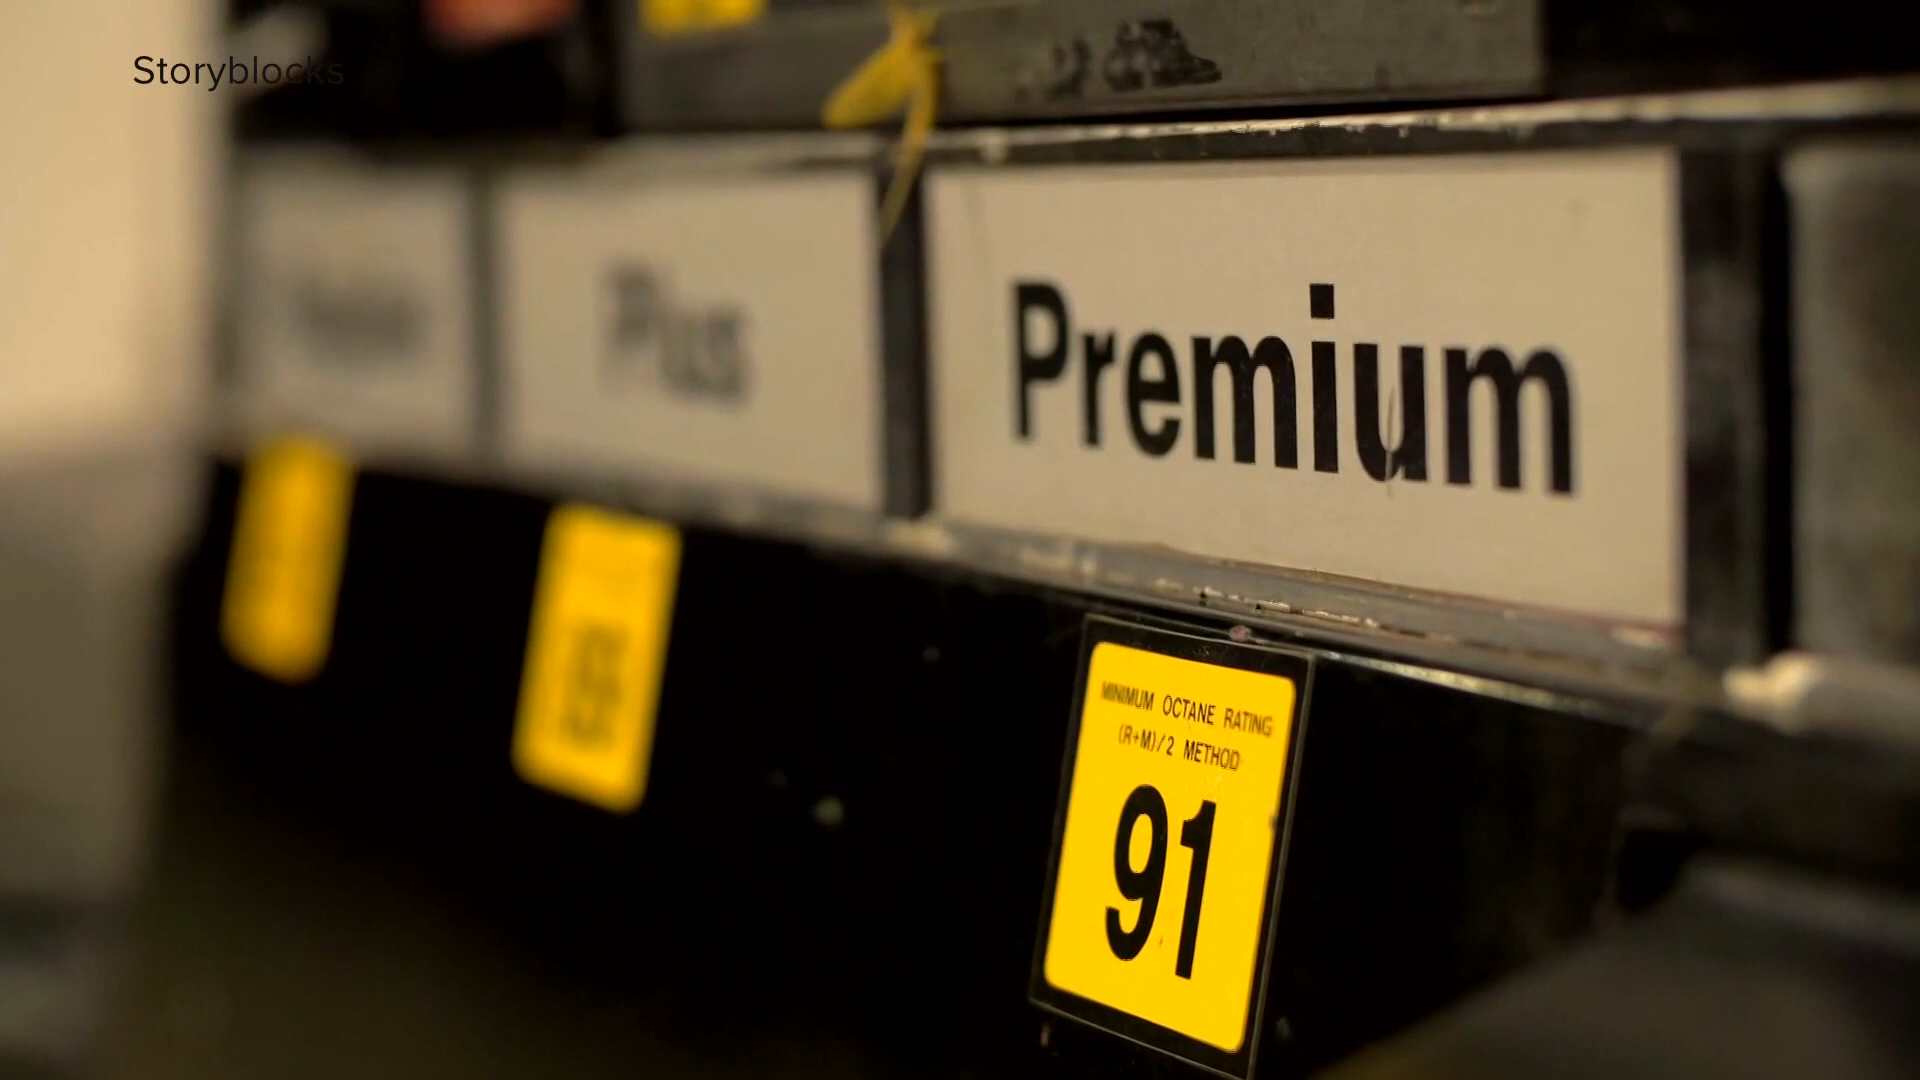 Storyblocks
Plus
Premium
MINIMUM OCTANE RATING
(R+M)/2 METHOD
91